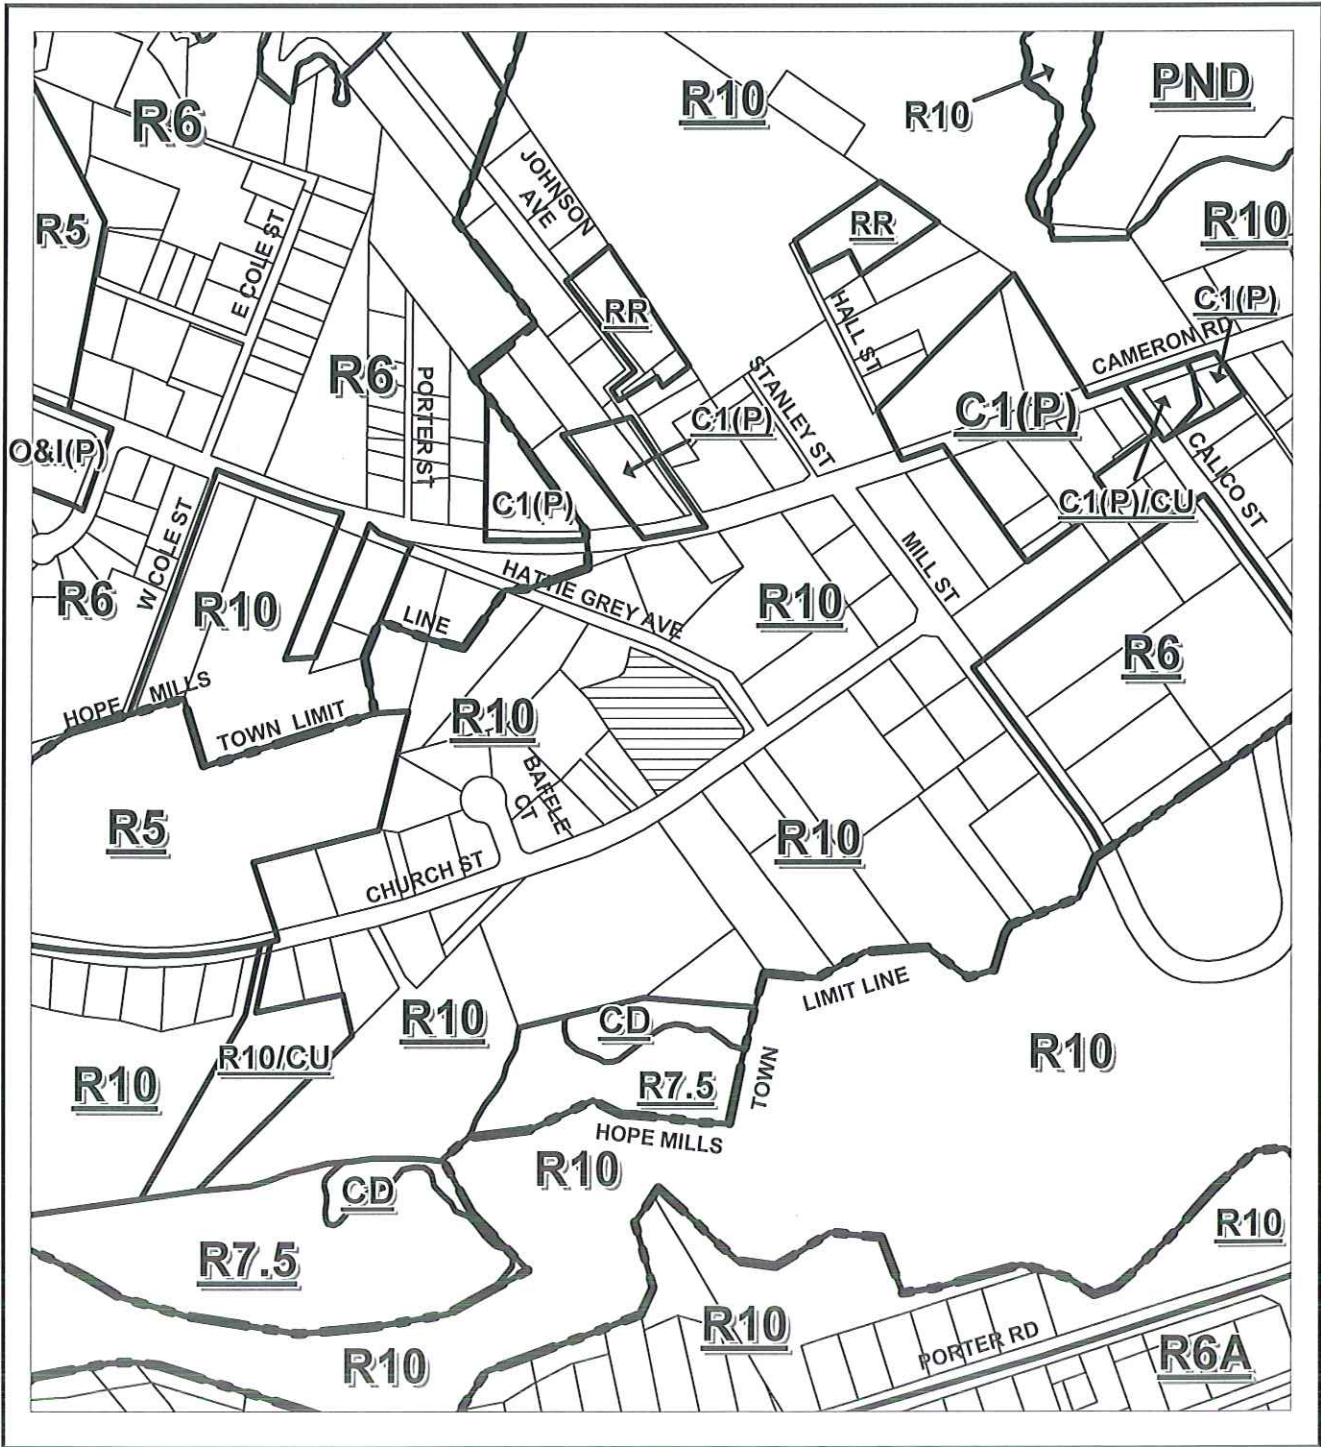 PND
R10
R10
R6
JOHNSON
AVE
R5
RR
R10
E COLE ST
C1(P)
RR
HALL ST
CAMERON RD
R6
PORTER ST
STANLEY ST
C1(P)
C1(P)
O&I(P)
C1(P)
C1(P)/CU
CALICO ST
W COLE ST
MILL ST
HATTIE GREY AVE
R6
R10
LINE
R10
R6
HOPE MILLS
TOWN LIMIT
R10
BAFFLE
CT
R5
R10
CHURCH ST
LIMIT LINE
R10
CD
R10
R10/CU
R10
R7.5
TOWN
HOPE MILLS
R10
CD
R10
R7.5
R10
PORTER RD
R10
R6A